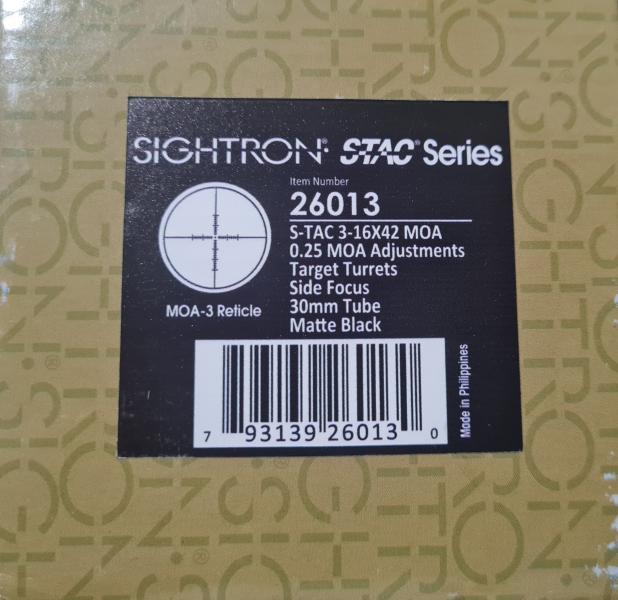 SIGHTRON® S-TAC® Series
Item Number
26013
S-TAC 3-16X42 MOA
0.25 MOA Adjustments
Target Turrets
Side Focus
30mm Tube
Matte Black
MOA-3 Reticle
7 93139 26013 0
Made in Philippines